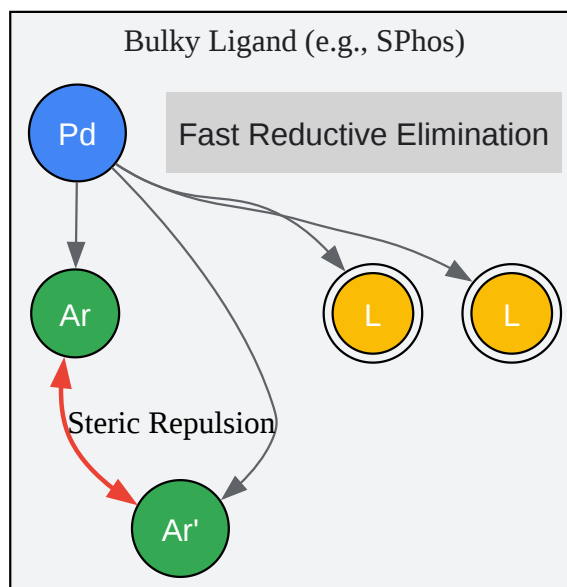 Bulky Ligand (e.g., SPhos)
Pd
Fast Reductive Elimination
Ar
L
L
Steric Repulsion
Ar'